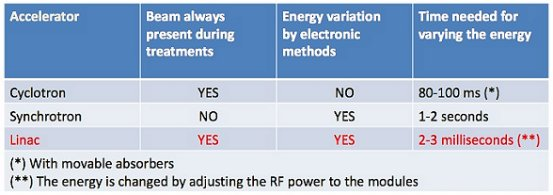 Accelerator Beam always present during treatments Energy variation by electronic methods Time needed for varying the energy
Cyclotron YES NO 80-100 ms (*)
Synchrotron NO YES 1-2 seconds
Linac YES YES 2-3 milliseconds (**)
(*) With movable absorbers
(**) The energy is changed by adjusting the RF power to the modules